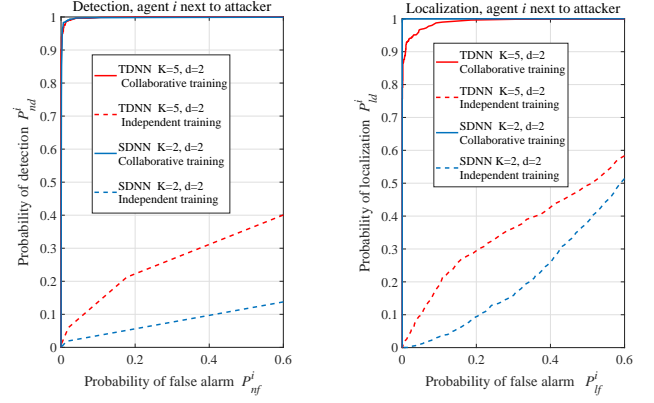 Detection, agent i next to attacker
1
0.9
0.8
0.7
0.6
0.5
0.4
0.3
0.2
0.1
0
0
0.2
0.4
0.6
Probability of detection P^i_nd
Probability of false alarm P^i_nf
TDNN K=5, d=2
Collaborative training
TDNN K=5, d=2
Independent training
SDNN K=2, d=2
Collaborative training
SDNN K=2, d=2
Independent training
Localization, agent i next to attacker
1
0.9
0.8
0.7
0.6
0.5
0.4
0.3
0.2
0.1
0
0
0.2
0.4
0.6
Probability of localization P^i_ld
Probability of false alarm P^i_lf
TDNN K=5, d=2
Collaborative training
TDNN K=5, d=2
Independent training
SDNN K=2, d=2
Collaborative training
SDNN K=2, d=2
Independent training